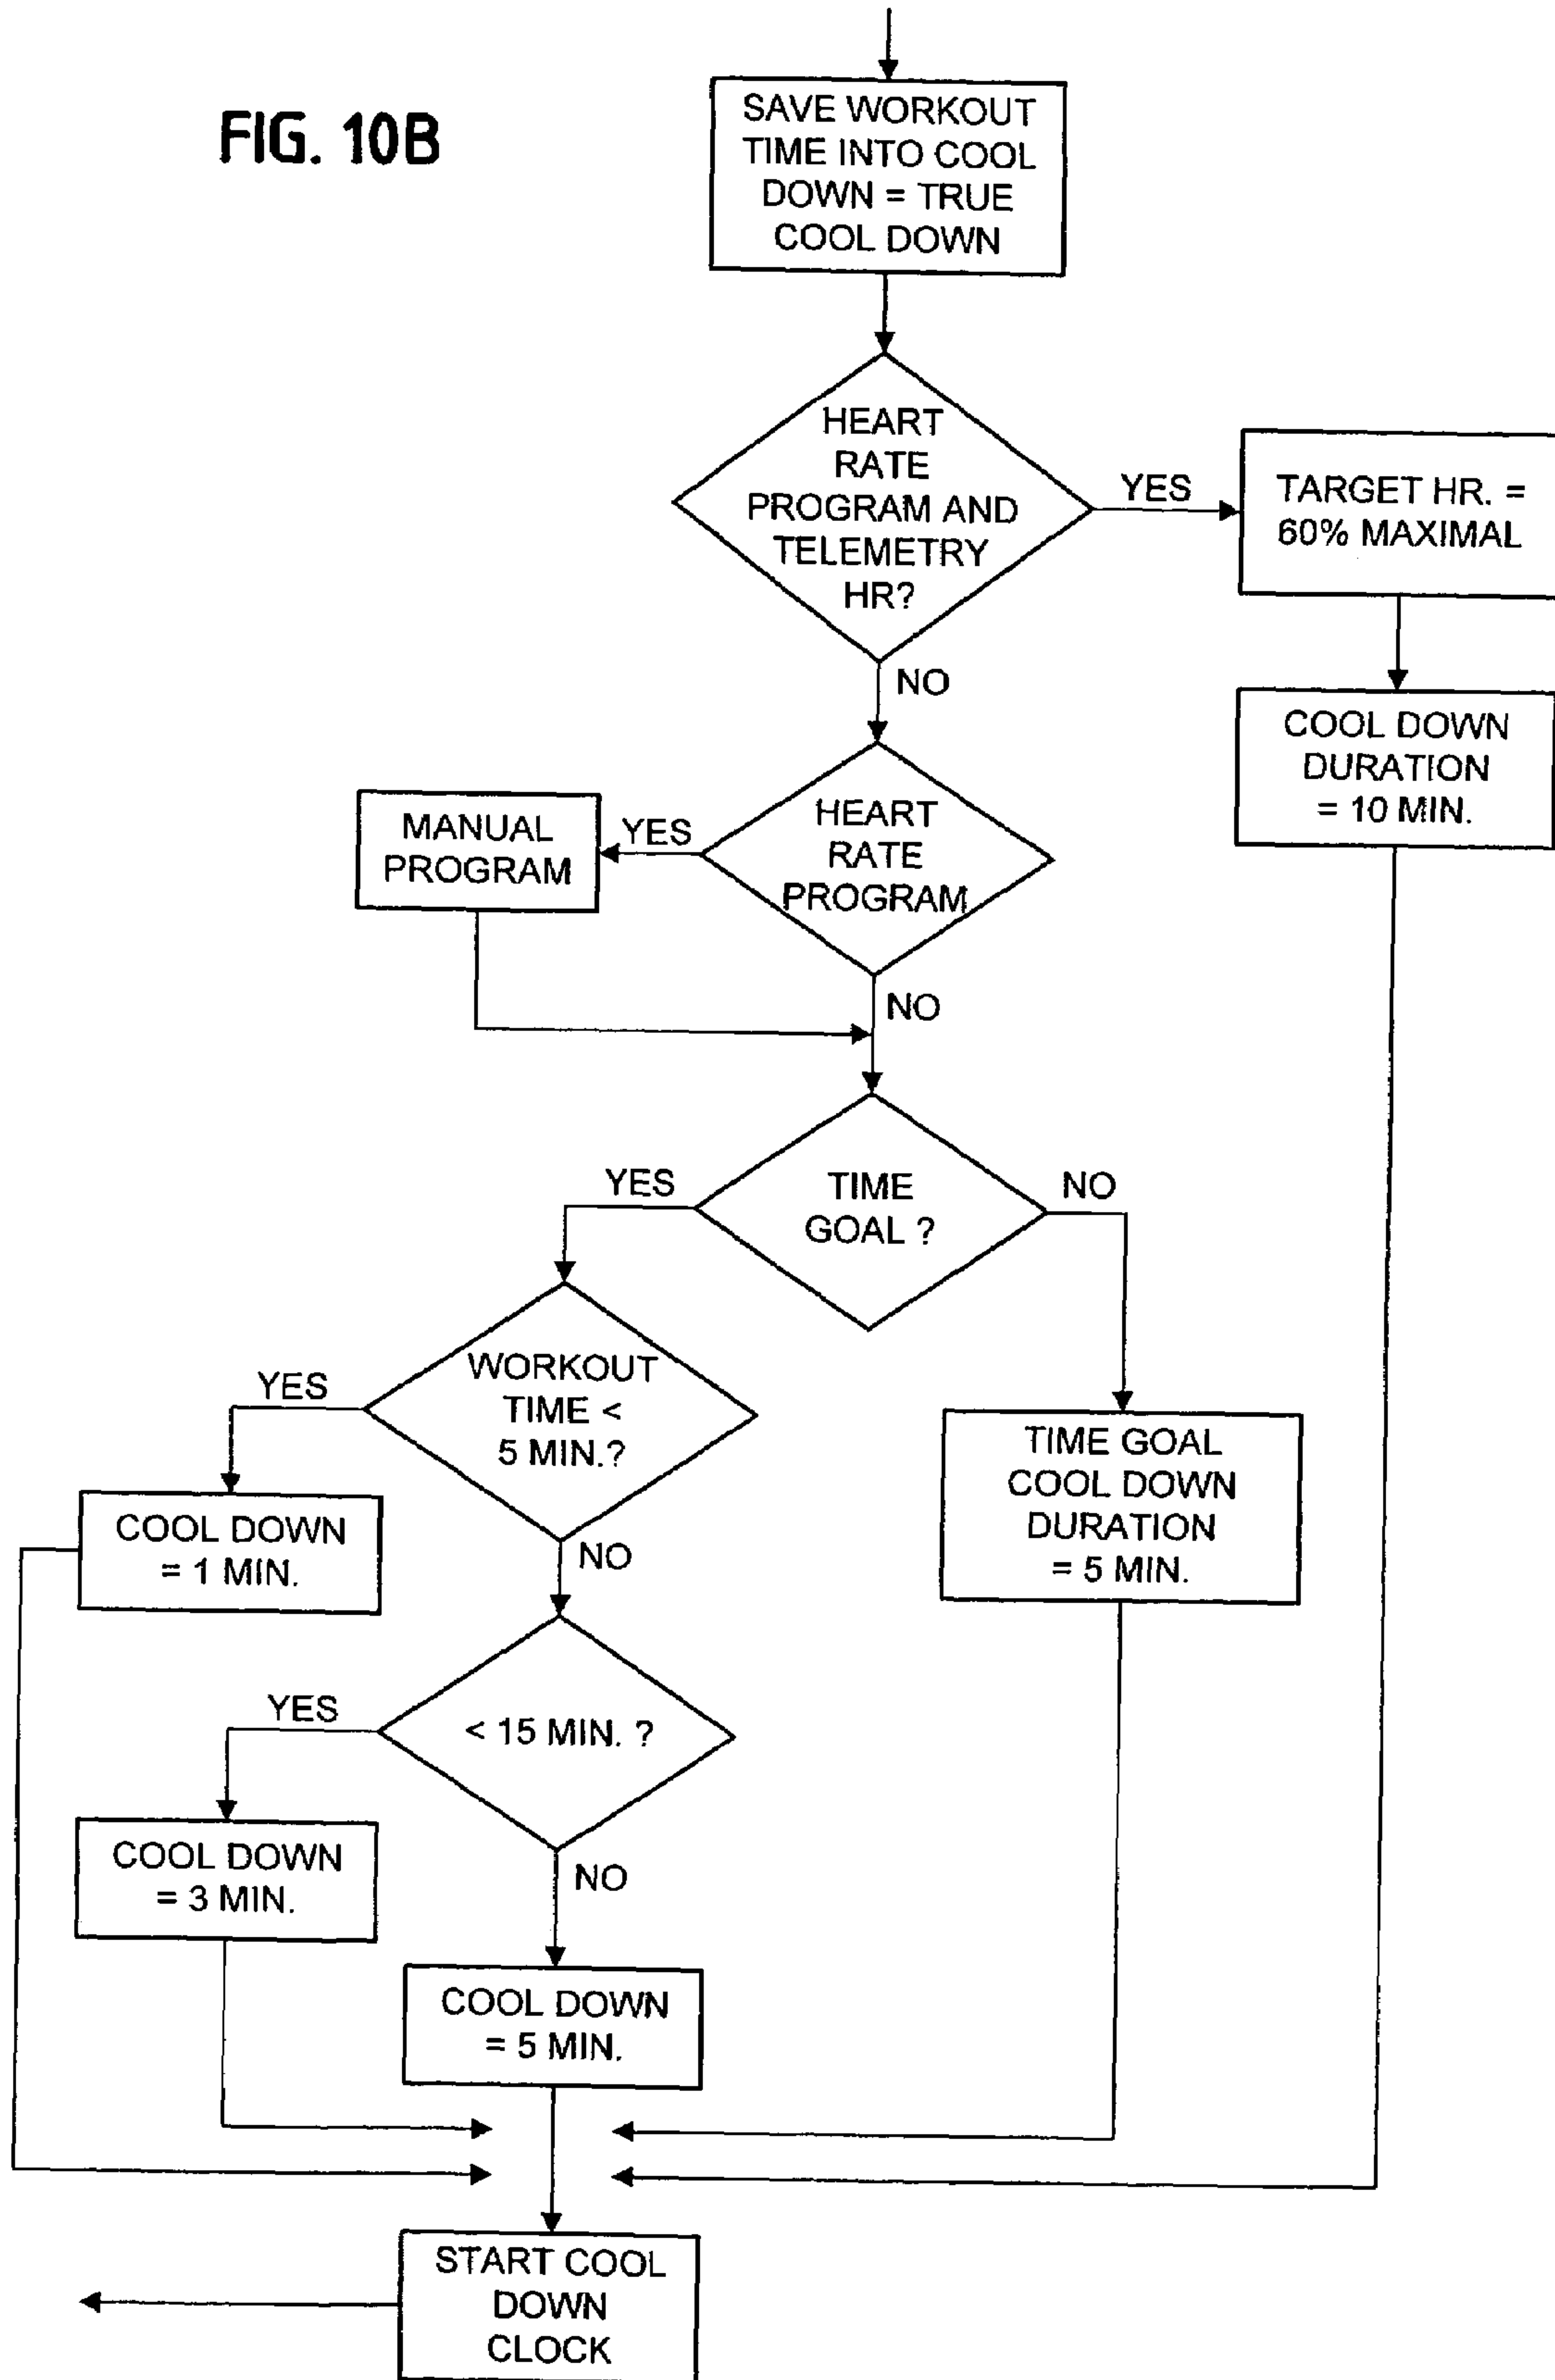 FIG. 10B
SAVE WORKOUT
TIME INTO COOL
DOWN = TRUE
COOL DOWN
HEART
RATE
PROGRAM AND
TELEMETRY
HR?
YES
TARGET HR. =
60% MAXIMAL
NO
COOL DOWN
DURATION
= 10 MIN.
HEART
RATE
PROGRAM
YES
MANUAL
PROGRAM
NO
TIME
GOAL ?
YES
NO
WORKOUT
TIME <
5 MIN.?
YES
TIME GOAL
COOL DOWN
DURATION
= 5 MIN.
COOL DOWN
= 1 MIN.
NO
< 15 MIN. ?
YES
COOL DOWN
= 3 MIN.
NO
COOL DOWN
= 5 MIN.
START COOL
DOWN
CLOCK